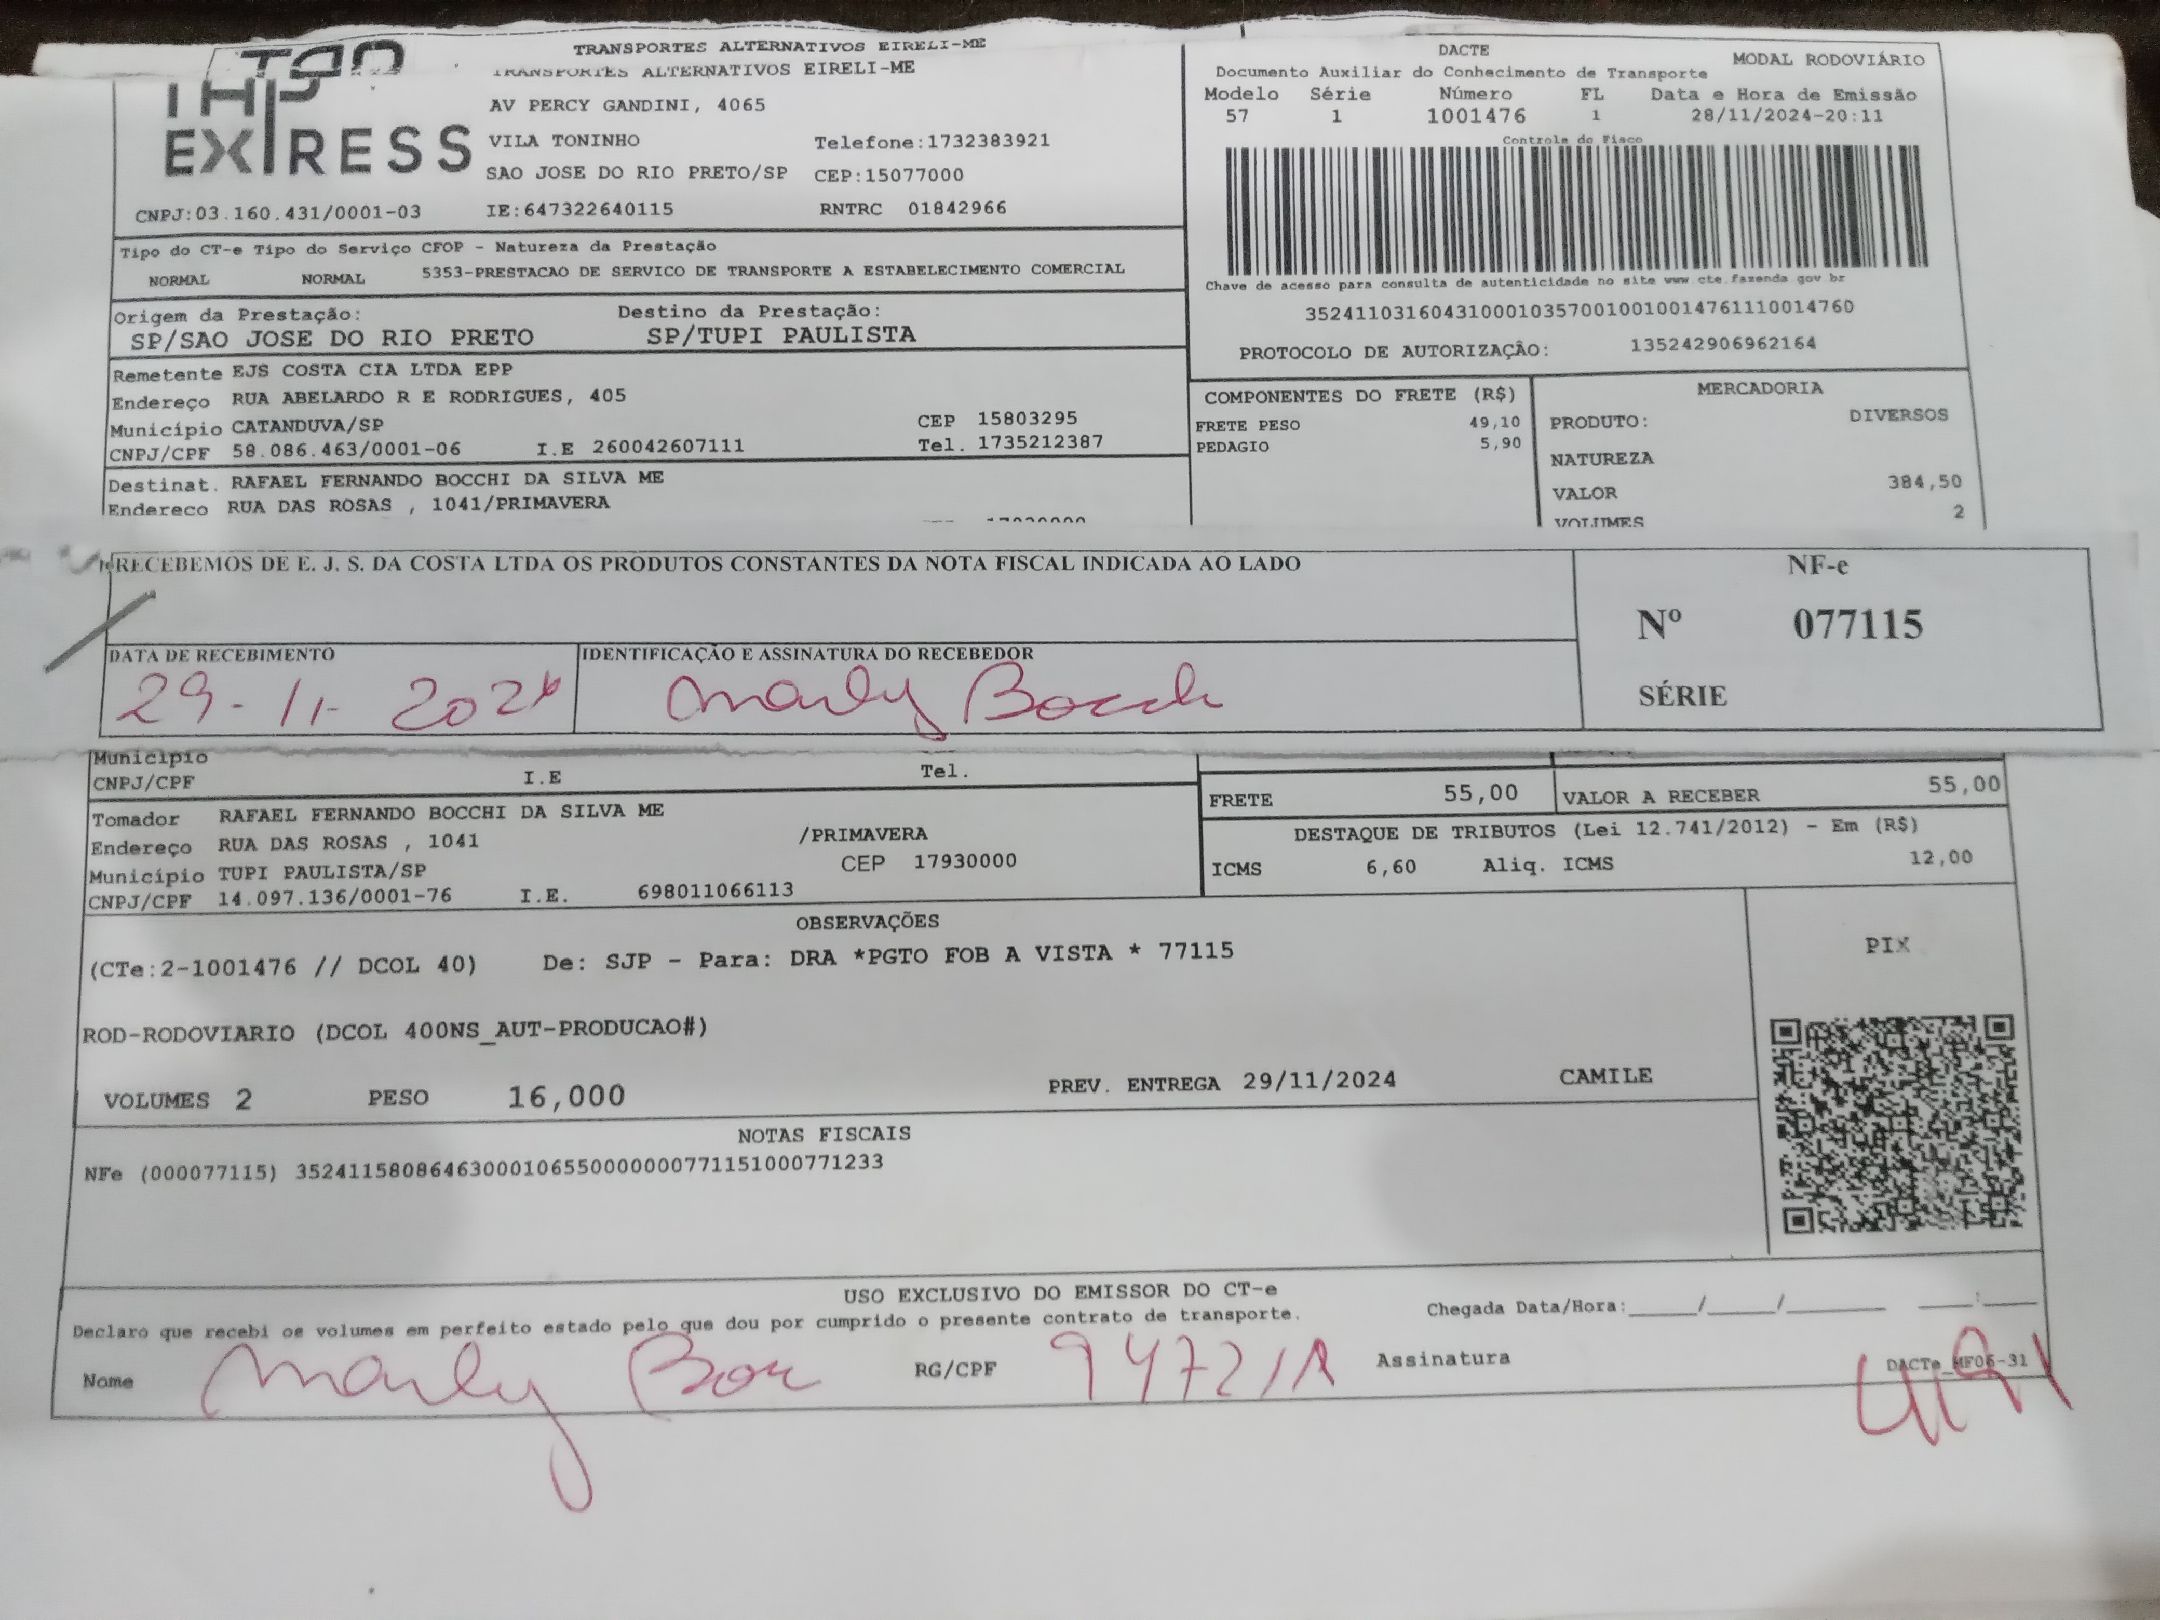 TRANSPORTES ALTERNATIVOS EIRELI-ME
TRANSPORTES ALTERNATIVOS EIRELI-ME
EXPRESS
AV PERCY GANDINI, 4065
VILA TONINHO Telefone:1732383921
SAO JOSE DO RIO PRETO/SP CEP:15077000
CNPJ:03.160.431/0001-03 IE:647322640115 RNTRC 01842966
DACTE MODAL RODOVIÁRIO
Documento Auxiliar do Conhecimento de Transporte
Modelo Série Número FL Data e Hora de Emissão
57 1 1001476 1 28/11/2024-20:11
Controle do Fisco
Chave de acesso para consulta de autenticidade no site www.cte.fazenda gov br
35241103160431000103570010010014761110014760
PROTOCOLO DE AUTORIZAÇÃO: 135242906962164
Tipo do CT-e Tipo do Serviço CFOP - Natureza da Prestação
NORMAL NORMAL 5353-PRESTACAO DE SERVICO DE TRANSPORTE A ESTABELECIMENTO COMERCIAL
Origem da Prestação: Destino da Prestação:
SP/SAO JOSE DO RIO PRETO SP/TUPI PAULISTA
Remetente EJS COSTA CIA LTDA EPP
Endereço RUA ABELARDO R E RODRIGUES, 405
Município CATANDUVA/SP CEP 15803295
CNPJ/CPF 58.086.463/0001-06 I.E 260042607111 Tel. 1735212387
Destinat. RAFAEL FERNANDO BOCCHI DA SILVA ME
Endereco RUA DAS ROSAS , 1041/PRIMAVERA
COMPONENTES DO FRETE (R$)
FRETE PESO 49,10
PEDAGIO 5,90
MERCADORIA
PRODUTO: DIVERSOS
NATUREZA
VALOR 384,50
VOLUMES 2
RECEBEMOS DE E. J. S. DA COSTA LTDA OS PRODUTOS CONSTANTES DA NOTA FISCAL INDICADA AO LADO
NF-e
Nº 077115
SÉRIE
DATA DE RECEBIMENTO IDENTIFICAÇÃO E ASSINATURA DO RECEBEDOR
29-11-2024 Marly Bocch
Município
CNPJ/CPF I.E Tel.
Tomador RAFAEL FERNANDO BOCCHI DA SILVA ME
Endereço RUA DAS ROSAS , 1041 /PRIMAVERA
Município TUPI PAULISTA/SP CEP 17930000
CNPJ/CPF 14.097.136/0001-76 I.E. 698011066113
FRETE 55,00 VALOR A RECEBER 55,00
DESTAQUE DE TRIBUTOS (Lei 12.741/2012) - Em (R$)
ICMS 6,60 Aliq. ICMS 12,00
OBSERVAÇÕES
(CTe:2-1001476 // DCOL 40) De: SJP - Para: DRA *PGTO FOB A VISTA * 77115
ROD-RODOVIARIO (DCOL 400NS_AUT-PRODUCAO#)
VOLUMES 2 PESO 16,000 PREV. ENTREGA 29/11/2024 CAMILE
PIX
NOTAS FISCAIS
NFe (000077115) 35241158086463000106550000000771151000771233
USO EXCLUSIVO DO EMISSOR DO CT-e
Declaro que recebi os volumes em perfeito estado pelo que dou por cumprido o presente contrato de transporte. Chegada Data/Hora:_____/_____/_______ ___:____
Nome Marly Boc RG/CPF Assinatura DACTe_MF06-31